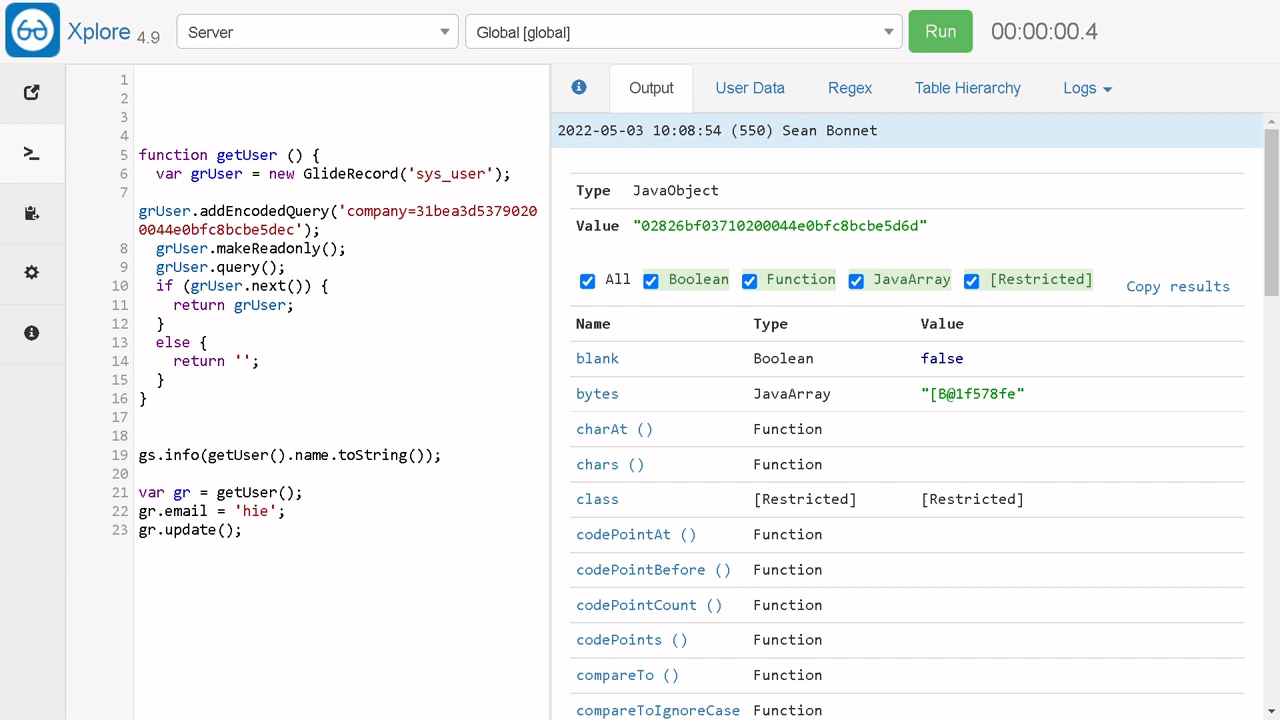 Xplore 4.9
Server
Global [global]
Run
00:00:00.4
Output
User Data
Regex
Table Hierarchy
Logs
1
2
3
4
5 function getUser () {
6 var grUser = new GlideRecord('sys_user');
7
grUser.addEncodedQuery('company=31bea3d5379020
0044e0bfc8bcbe5dec');
8 grUser.makeReadonly();
9 grUser.query();
10 if (grUser.next()) {
11 return grUser;
12 }
13 else {
14 return '';
15 }
16 }
17
18
19 gs.info(getUser().name.toString());
20
21 var gr = getUser();
22 gr.email = 'hie';
23 gr.update();
2022-05-03 10:08:54 (550) Sean Bonnet
Type JavaObject
Value "02826bf03710200044e0bfc8bcbe5d6d"
All Boolean Function JavaArray [Restricted]
Copy results
Name Type Value
blank Boolean false
bytes JavaArray "[B@1f578fe"
charAt () Function
chars () Function
class [Restricted] [Restricted]
codePointAt () Function
codePointBefore () Function
codePointCount () Function
codePoints () Function
compareTo () Function
compareToIgnoreCase Function